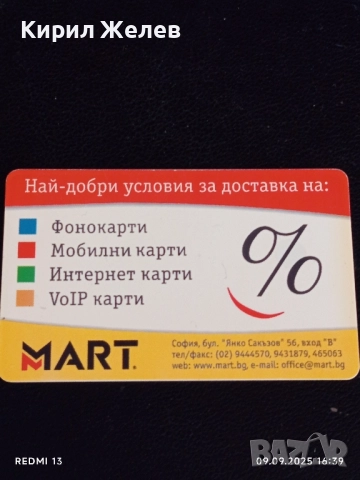 Кирил Желев
Най-добри условия за доставка на:
Фонокарти
Мобилни карти
Интернет карти
VoIP карти
%
MART.
София, бул. "Янко Сакъзов" 56, вход "В"
тел/факс: (02) 9444570, 9431879, 465063
web: www.mart.bg, e-mail: office@mart.bg
БАZАР
REDMI 13
09.09.2025 16:39